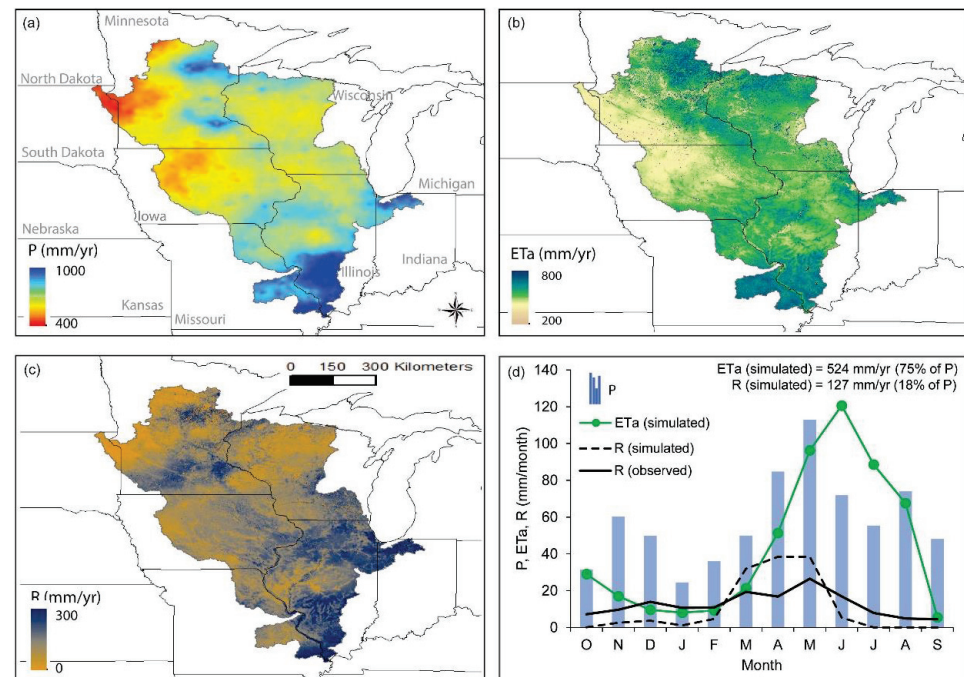 (a)
Minnesota
North Dakota
Wisconsin
South Dakota
Michigan
Iowa
Nebraska
P (mm/yr)
1000
400
Illinois
Indiana
Kansas
Missouri
(b)
ETa (mm/yr)
800
200
(c)
0 150 300 Kilometers
R (mm/yr)
300
0
(d)
ETa (simulated) = 524 mm/yr (75% of P)
R (simulated) = 127 mm/yr (18% of P)
P
ETa (simulated)
R (simulated)
R (observed)
P, ETa, R (mm/month)
140
120
100
80
60
40
20
0
O N D J F M A M J J A S
Month